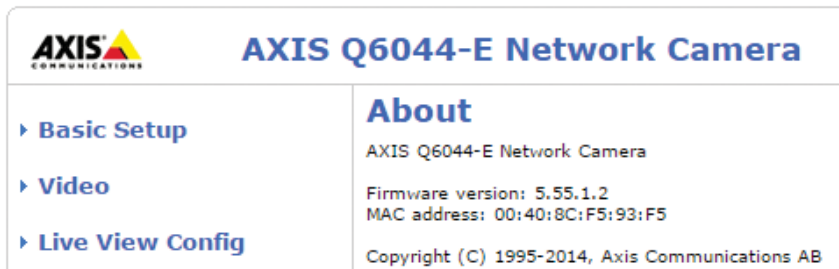 AXIS
COMMUNICATIONS
AXIS Q6044-E Network Camera
Basic Setup
Video
Live View Config
About
AXIS Q6044-E Network Camera
Firmware version: 5.55.1.2
MAC address: 00:40:8C:F5:93:F5
Copyright (C) 1995-2014, Axis Communications AB